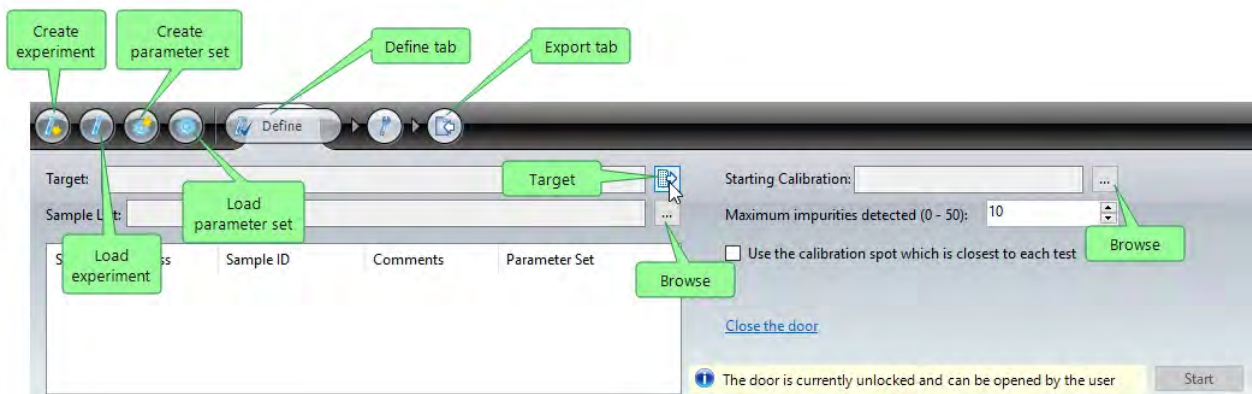 Create
experiment
Create
parameter set
Define tab
Export tab
Define
Target:
Target
Starting Calibration:
...
Sample L st:
Load
parameter set
...
Maximum impurities detected (0 - 50):
10
Browse
Load
experiment
S
ss
Sample ID
Comments
Parameter Set
Browse
Use the calibration spot which is closest to each test
Close the door
The door is currently unlocked and can be opened by the user
Start